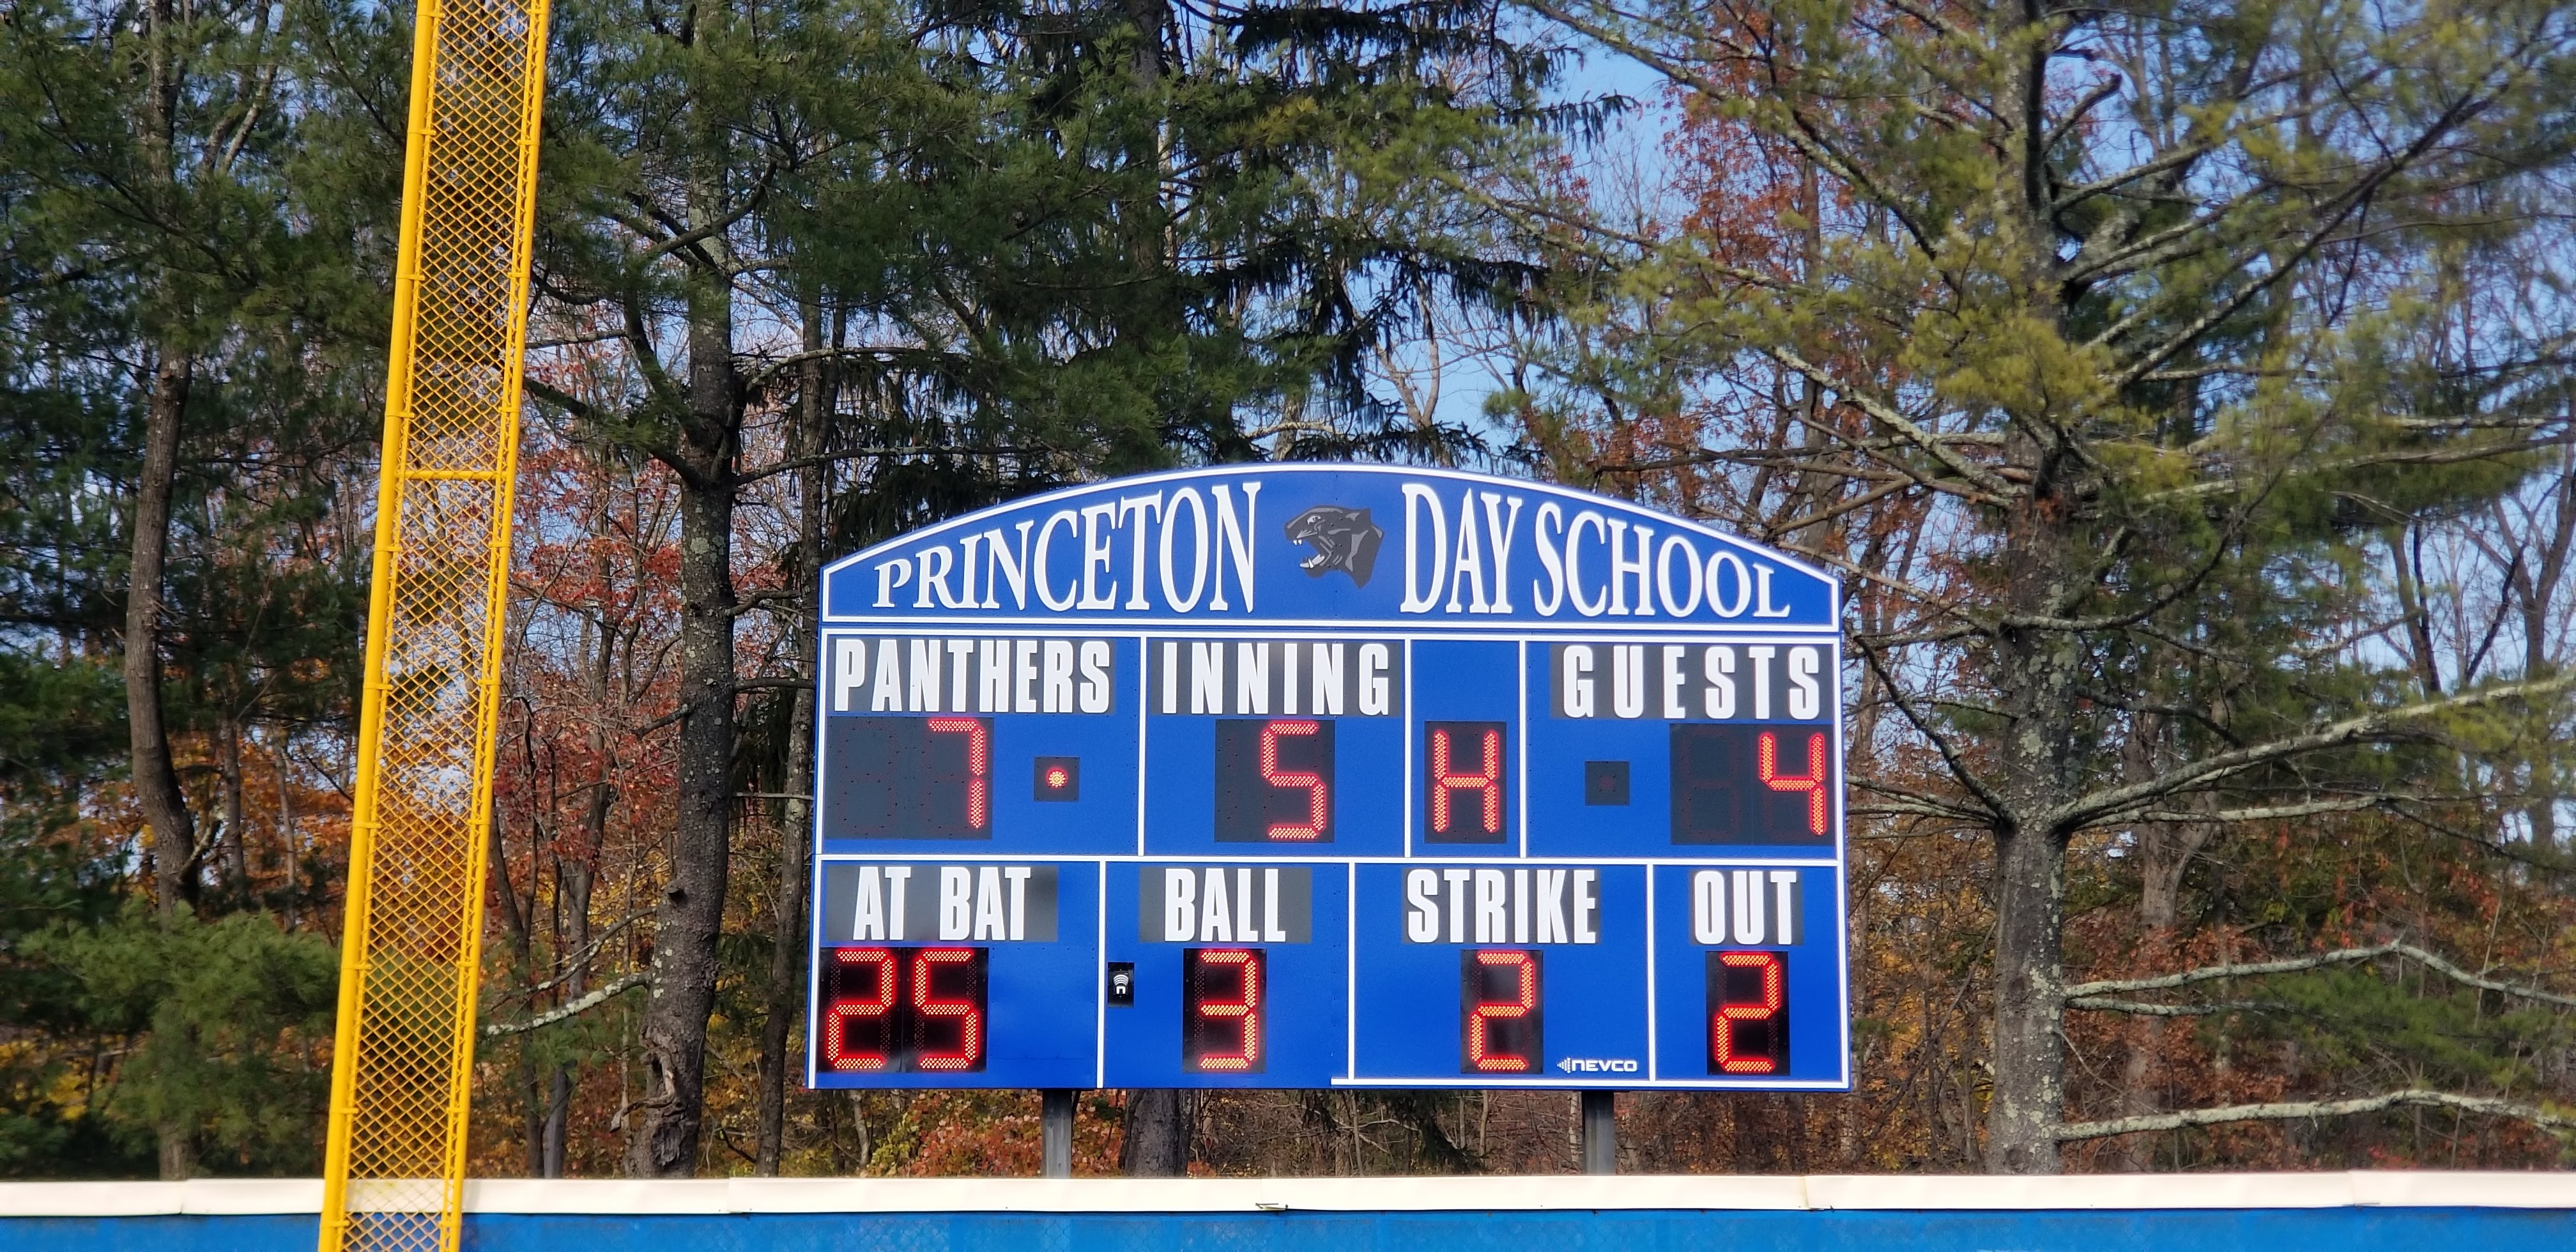 PRINCETON DAY SCHOOL
PANTHERS INNING GUESTS
7 5 H 4
AT BAT BALL STRIKE OUT
25 3 2 2
NEVCO